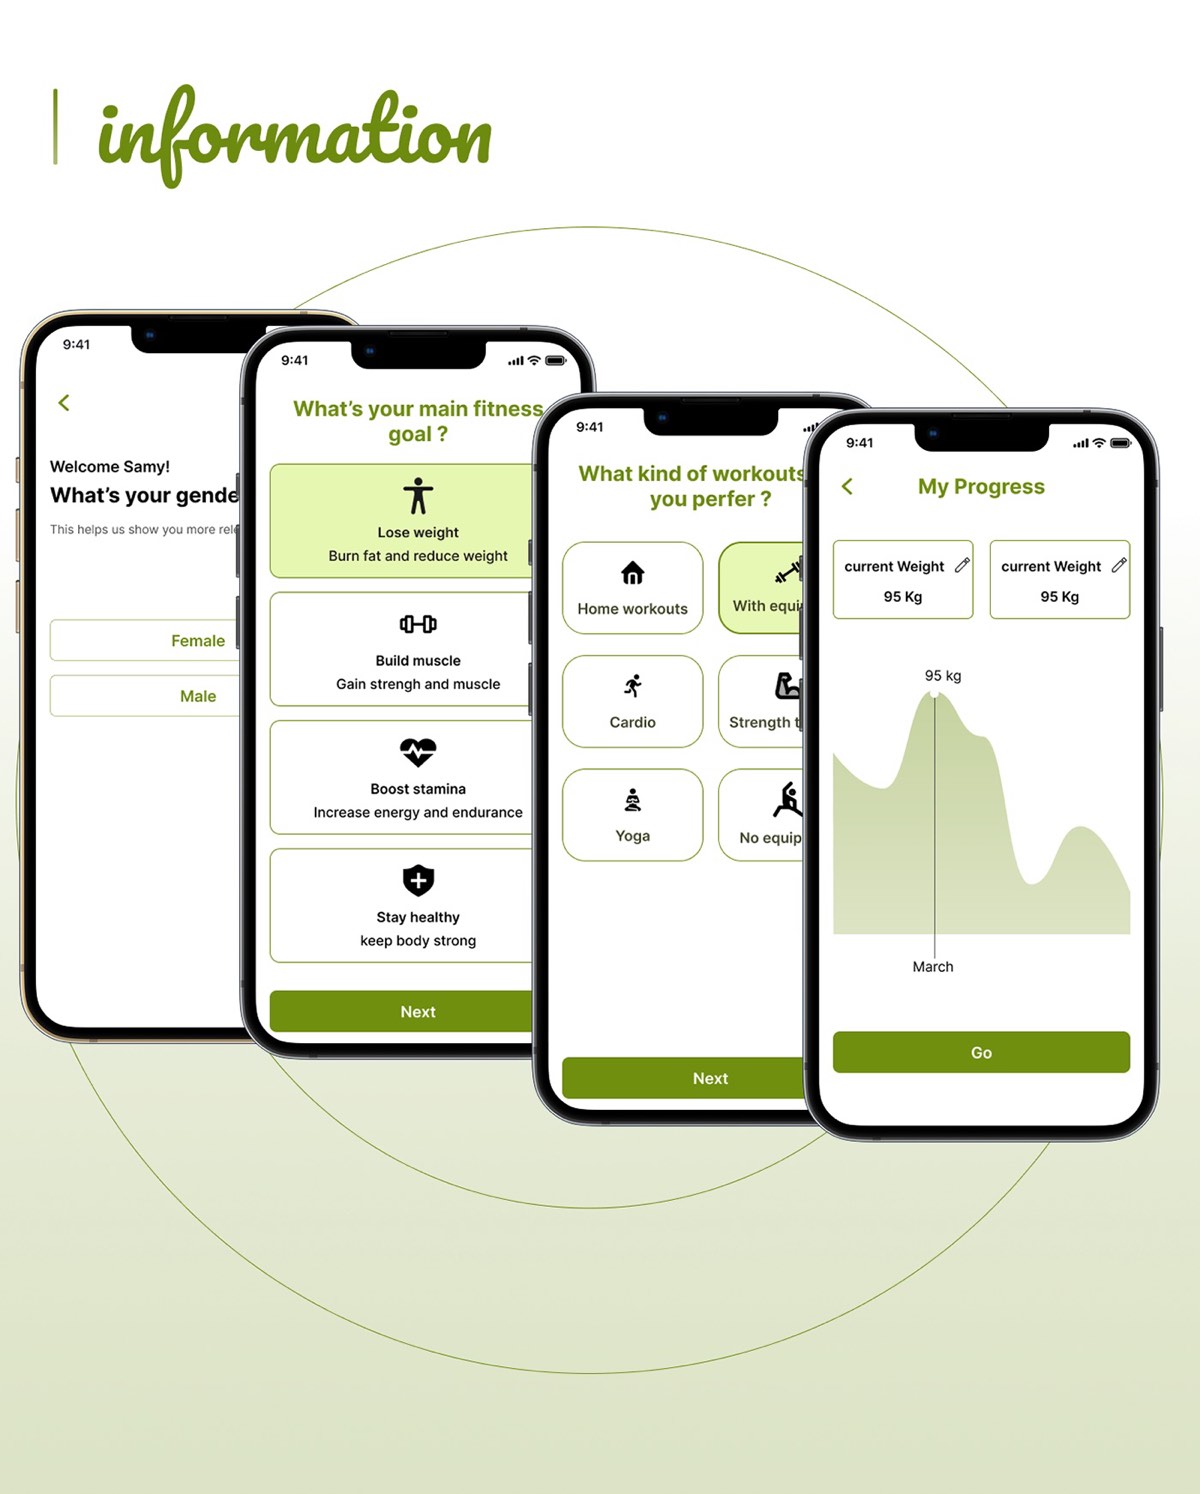 information
9:41
Welcome Samy!
What's your
This helps us show you more
Female
Male
9:41
What's your main fitness
goal ?
Lose weight
Burn fat and reduce weight
Build muscle
Gain strengh and muscle
Boost stamina
Increase energy and endurance
Stay healthy
keep body strong
Next
9:41
What kind of workouts
you perfer ?
Home workouts
With
Cardio
Strength
Yoga
No
Next
9:41
My Progress
current Weight
95 Kg
current Weight
95 Kg
95 kg
March
Go